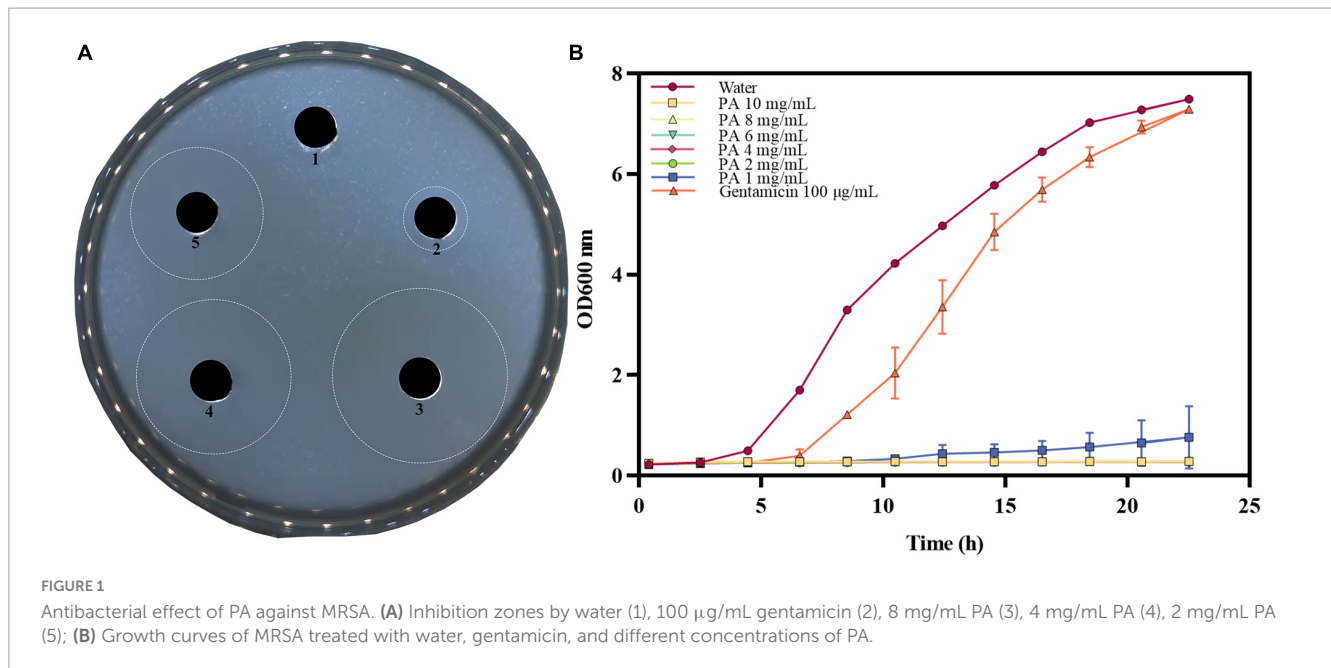 A
1
5
2
4
3
B
8
6
4
2
0
OD600 nm
Water
PA 10 mg/mL
PA 8 mg/mL
PA 6 mg/mL
PA 4 mg/mL
PA 2 mg/mL
PA 1 mg/mL
Gentamicin 100 μg/mL
0 5 10 15 20 25
Time (h)
FIGURE 1
Antibacterial effect of PA against MRSA. (A) Inhibition zones by water (1), 100 μg/mL gentamicin (2), 8 mg/mL PA (3), 4 mg/mL PA (4), 2 mg/mL PA
(5); (B) Growth curves of MRSA treated with water, gentamicin, and different concentrations of PA.